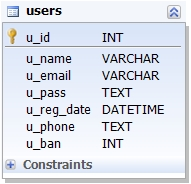 users
u_id INT
u_name VARCHAR
u_email VARCHAR
u_pass TEXT
u_reg_date DATETIME
u_phone TEXT
u_ban INT
Constraints